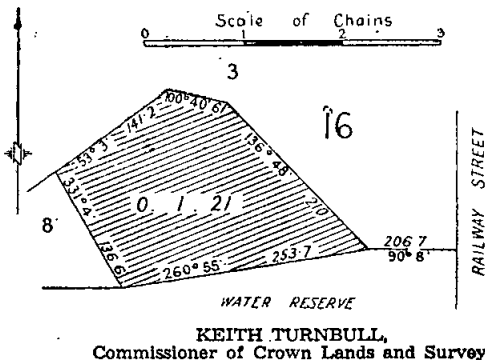 Scale of Chains
0 1 2 3
3
16
53° 3'
141·2
100° 40'
61
136° 48'
210
331° 4'
136·6
8
0. 1. 21
260° 55'
253·7
206·7
90° 8'
RAILWAY STREET
WATER RESERVE
KEITH TURNBULL,
Commissioner of Crown Lands and Survey